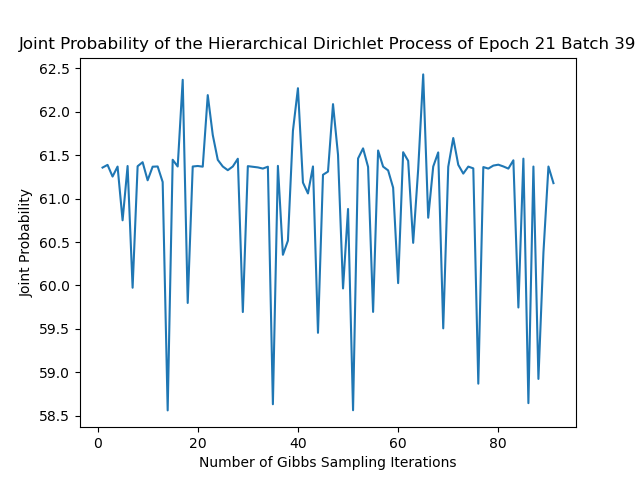 Joint Probability of the Hierarchical Dirichlet Process of Epoch 21 Batch 39
62.5
62.0
61.5
61.0
60.5
60.0
59.5
59.0
58.5
Joint Probability
0 20 40 60 80
Number of Gibbs Sampling Iterations